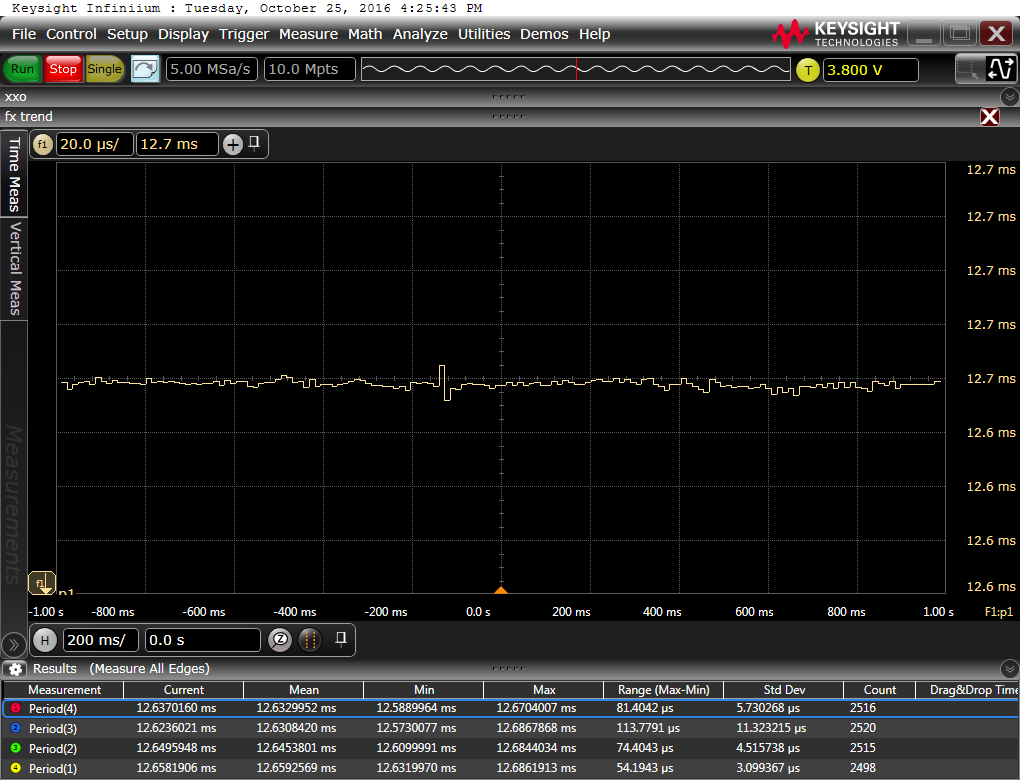 Keysight Infiniium : Tuesday, October 25, 2016 4:25:43 PM
File Control Setup Display Trigger Measure Math Analyze Utilities Demos Help
KEYSIGHT
TECHNOLOGIES
Run Stop Single 5.00 MSa/s 10.0 Mpts T 3.800 V
xxo
fx trend
f1 20.0 µs/ 12.7 ms
Time Meas
Vertical Meas
Measurements
12.7 ms
12.7 ms
12.7 ms
12.7 ms
12.7 ms
12.6 ms
12.6 ms
12.6 ms
12.6 ms
f1 p1
-1.00 s -800 ms -600 ms -400 ms -200 ms 0.0 s 200 ms 400 ms 600 ms 800 ms 1.00 s F1:p1
H 200 ms/ 0.0 s
Results (Measure All Edges)
Measurement Current Mean Min Max Range (Max-Min) Std Dev Count Drag&Drop Time
1 Period(4) 12.6370160 ms 12.6329952 ms 12.5889964 ms 12.6704007 ms 81.4042 µs 5.730268 µs 2516
2 Period(3) 12.6236021 ms 12.6308420 ms 12.5730077 ms 12.6867868 ms 113.7791 µs 11.323215 µs 2520
3 Period(2) 12.6495948 ms 12.6453801 ms 12.6099991 ms 12.6844034 ms 74.4043 µs 4.515738 µs 2515
4 Period(1) 12.6581906 ms 12.6592569 ms 12.6319970 ms 12.6861913 ms 54.1943 µs 3.099367 µs 2498